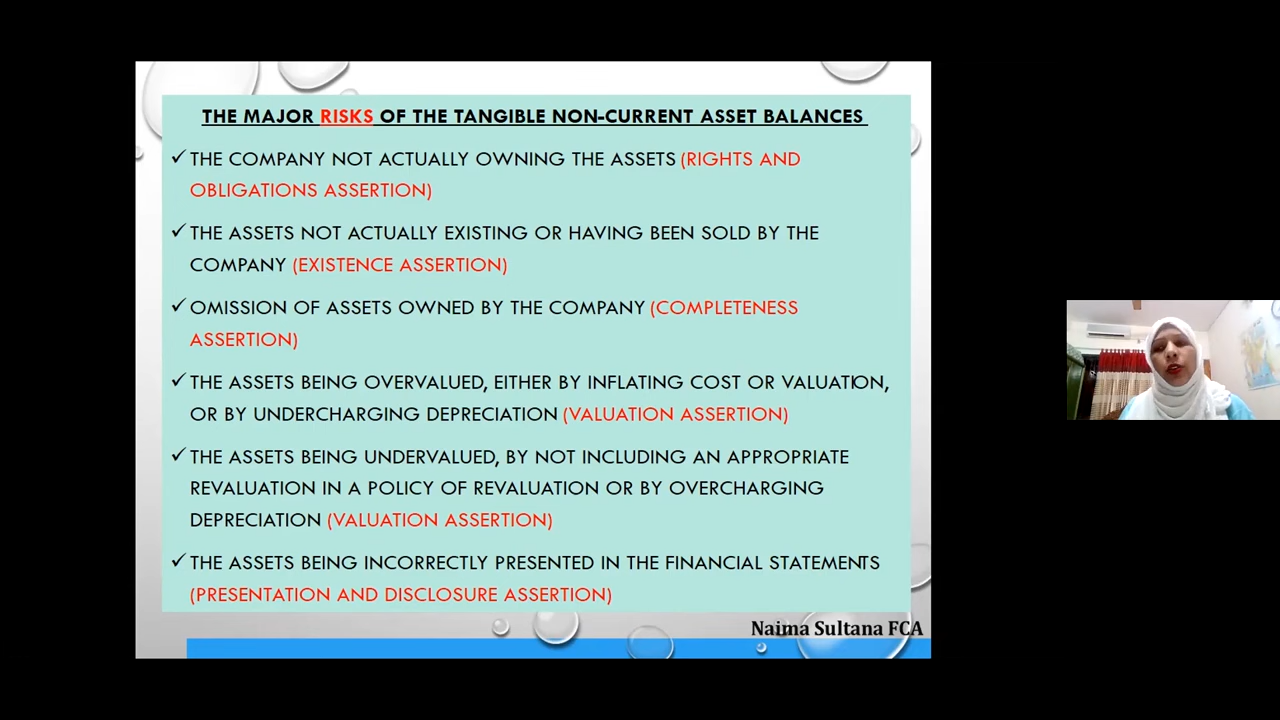 THE MAJOR RISKS OF THE TANGIBLE NON-CURRENT ASSET BALANCES
✓ THE COMPANY NOT ACTUALLY OWNING THE ASSETS (RIGHTS AND
OBLIGATIONS ASSERTION)
✓ THE ASSETS NOT ACTUALLY EXISTING OR HAVING BEEN SOLD BY THE
COMPANY (EXISTENCE ASSERTION)
✓ OMISSION OF ASSETS OWNED BY THE COMPANY (COMPLETENESS
ASSERTION)
✓ THE ASSETS BEING OVERVALUED, EITHER BY INFLATING COST OR VALUATION,
OR BY UNDERCHARGING DEPRECIATION (VALUATION ASSERTION)
✓ THE ASSETS BEING UNDERVALUED, BY NOT INCLUDING AN APPROPRIATE
REVALUATION IN A POLICY OF REVALUATION OR BY OVERCHARGING
DEPRECIATION (VALUATION ASSERTION)
✓ THE ASSETS BEING INCORRECTLY PRESENTED IN THE FINANCIAL STATEMENTS
(PRESENTATION AND DISCLOSURE ASSERTION)
Naima Sultana FCA